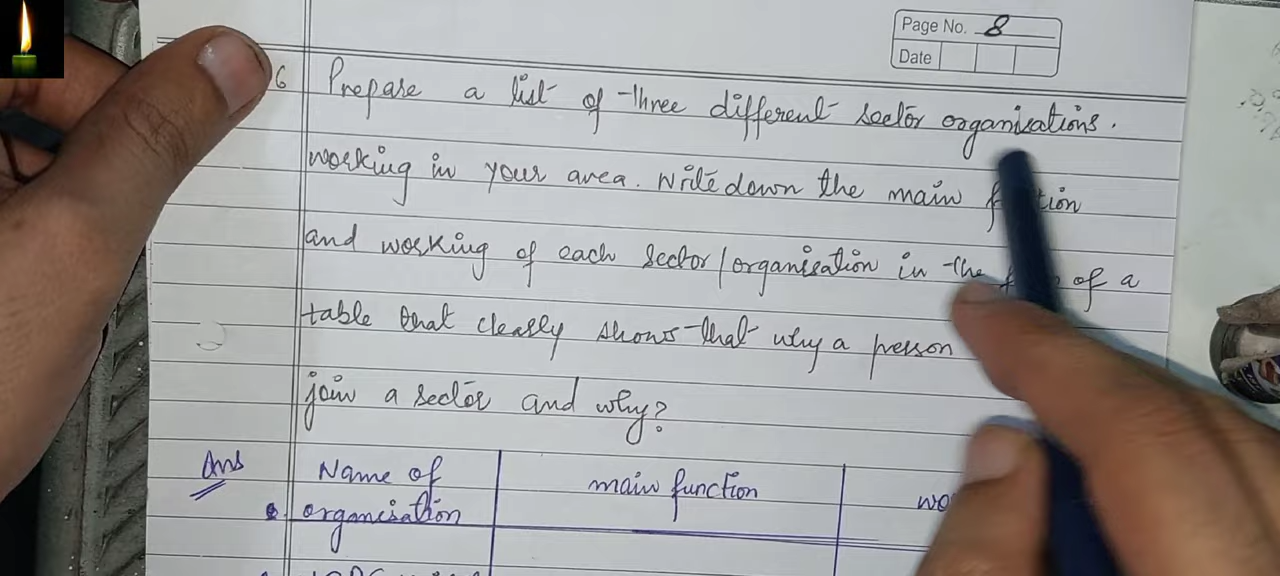 Page No. 8
Date
6 Prepare a list of three different sector organisations.
working in your area. Write down the main
and working of each sector/organisation in the of a
table that clearly shows that why a person
join a sector and why?
Ans Name of main function
organisation